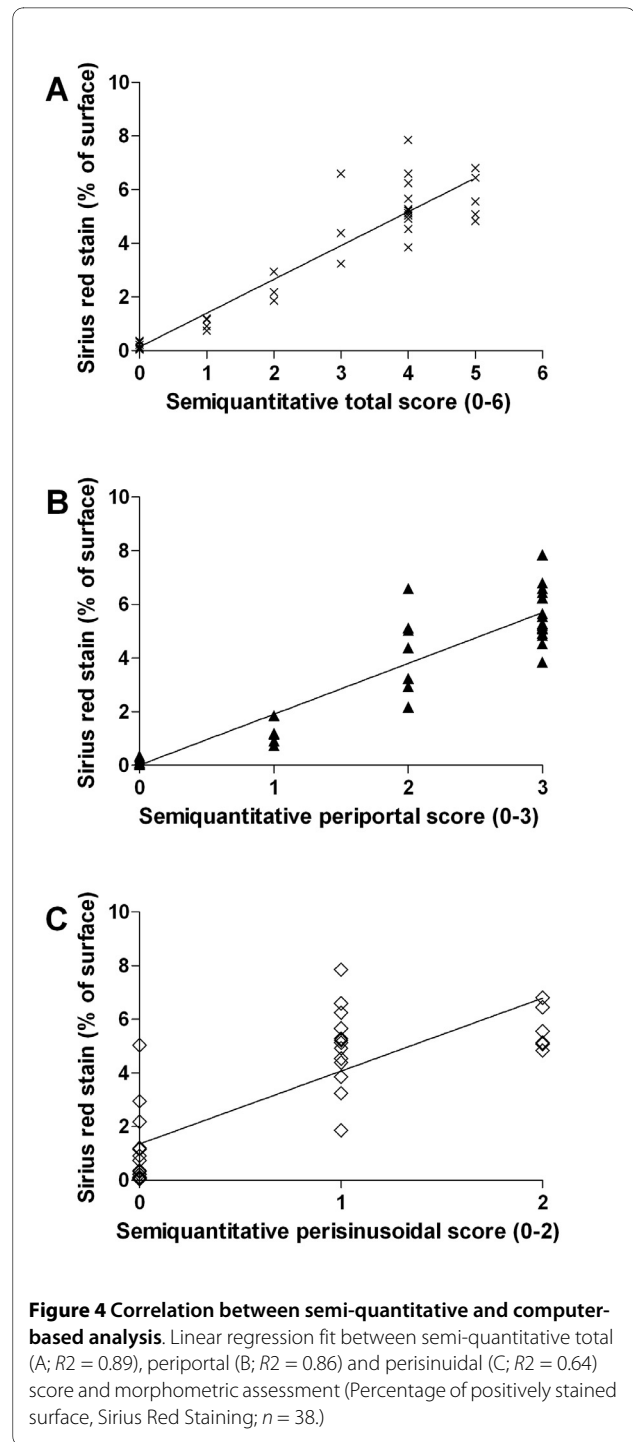 A
10
8
6
4
2
0
Sirius red stain (% of surface)
0 1 2 3 4 5 6
Semiquantitative total score (0-6)
B
10
8
6
4
2
0
Sirius red stain (% of surface)
0 1 2 3
Semiquantitative periportal score (0-3)
C
10
8
6
4
2
0
Sirius red stain (% of surface)
0 1 2
Semiquantitative perisinusoidal score (0-2)
Figure 4 Correlation between semi-quantitative and computer-
based analysis. Linear regression fit between semi-quantitative total
(A; R2 = 0.89), periportal (B; R2 = 0.86) and perisinuidal (C; R2 = 0.64)
score and morphometric assessment (Percentage of positively stained
surface, Sirius Red Staining; n = 38.)